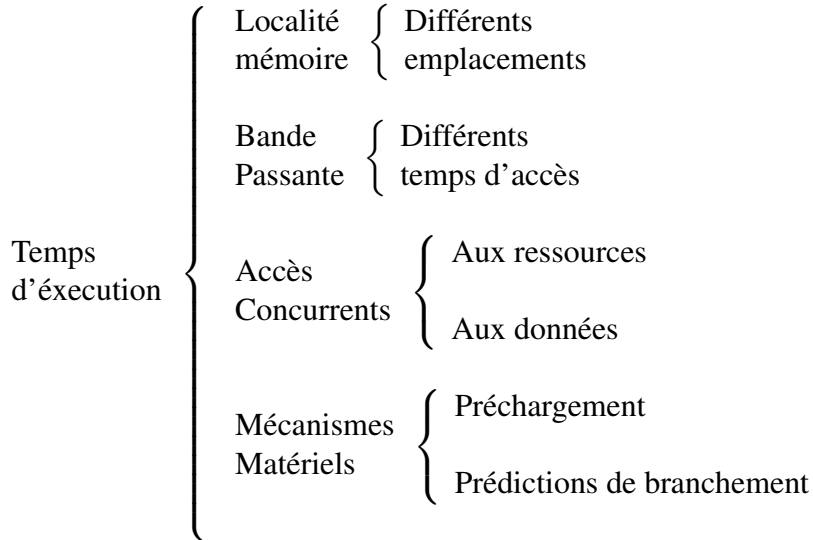 Localité
mémoire
Différents
emplacements
Bande
Passante
Différents
temps d'accès
Temps
d'éxecution
Accès
Concurrents
Aux ressources
Aux données
Mécanismes
Matériels
Préchargement
Prédictions de branchement